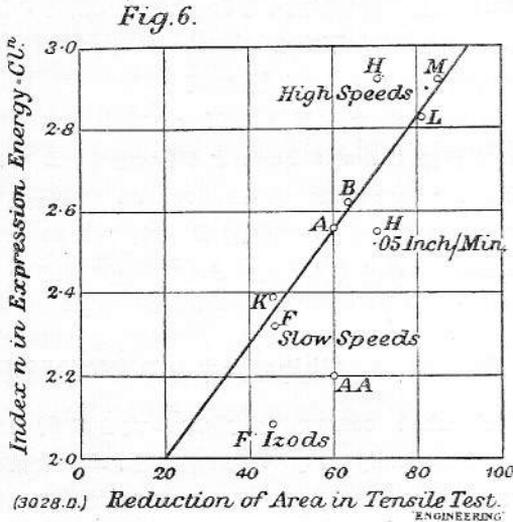 Fig.6.
Index n in Expression Energy=Clⁿ
3·0
2·8
2·6
2·4
2·2
2·0
H
M
High Speeds
L
B
A
H
·05 Inch/Min.
K
F
Slow Speeds
AA
F· Izods
0
20
40
60
80
100
(3028.D.)
Reduction of Area in Tensile Test.
"ENGINEERING"